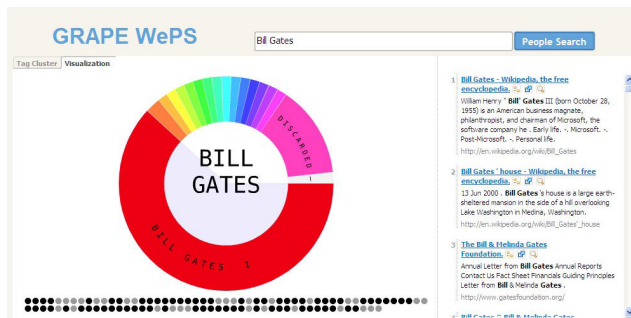 GRAPE WePS
Bill Gates
People Search
Tag Cluster
Visualization
BILL
GATES
DISCARDED
BILL GATES 1
1 Bill Gates - Wikipedia, the free
encyclopedia.
William Henry " Bill" Gates III (born October 28,
1955) is an American business magnate,
philanthropist, and chairman of Microsoft, the
software company he . Early life. -. Microsoft. -.
Post-Microsoft. -. Personal life.
http://en.wikipedia.org/wiki/Bill_Gates
2 Bill Gates ' house - Wikipedia, the free
encyclopedia.
13 Jun 2000 . Bill Gates 's house is a large earth-
sheltered mansion in the side of a hill overlooking
Lake Washington in Medina, Washington.
http://en.wikipedia.org/wiki/Bill_Gates'_house
3 The Bill & Melinda Gates
Foundation.
Annual Letter from Bill Gates Annual Reports
Contact Us Fact Sheet Financials Guiding Principles
Letter from Bill & Melinda Gates .
http://www.gatesfoundation.org/